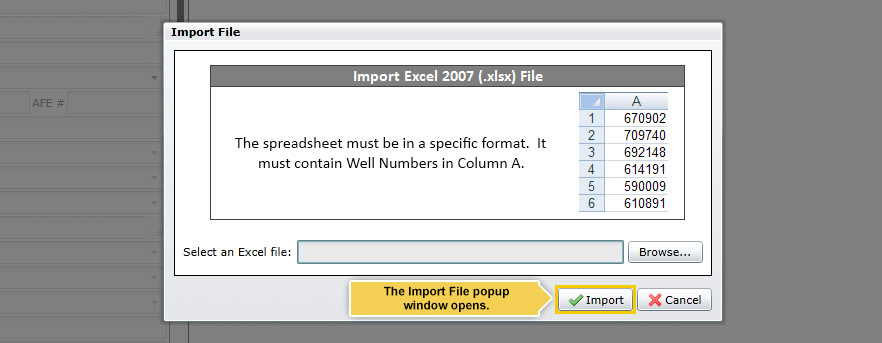 Import File
Import Excel 2007 (.xlsx) File
The spreadsheet must be in a specific format.  It
must contain Well Numbers in Column A.
A
1 670902
2 709740
3 692148
4 614191
5 590009
6 610891
AFE #
Select an Excel file:
Browse...
The Import File popup
window opens.
Import
Cancel